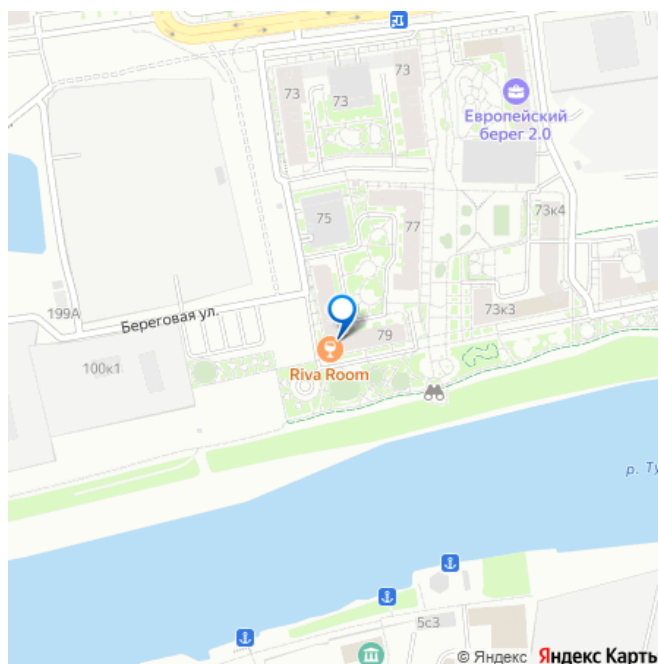 73
73
73
Европейский
берег 2.0
75
77
73к4
199А
Береговая ул.
73к3
79
100к1
Riva Room
р. Ту
5с3
© Яндекс Яндекс Карть